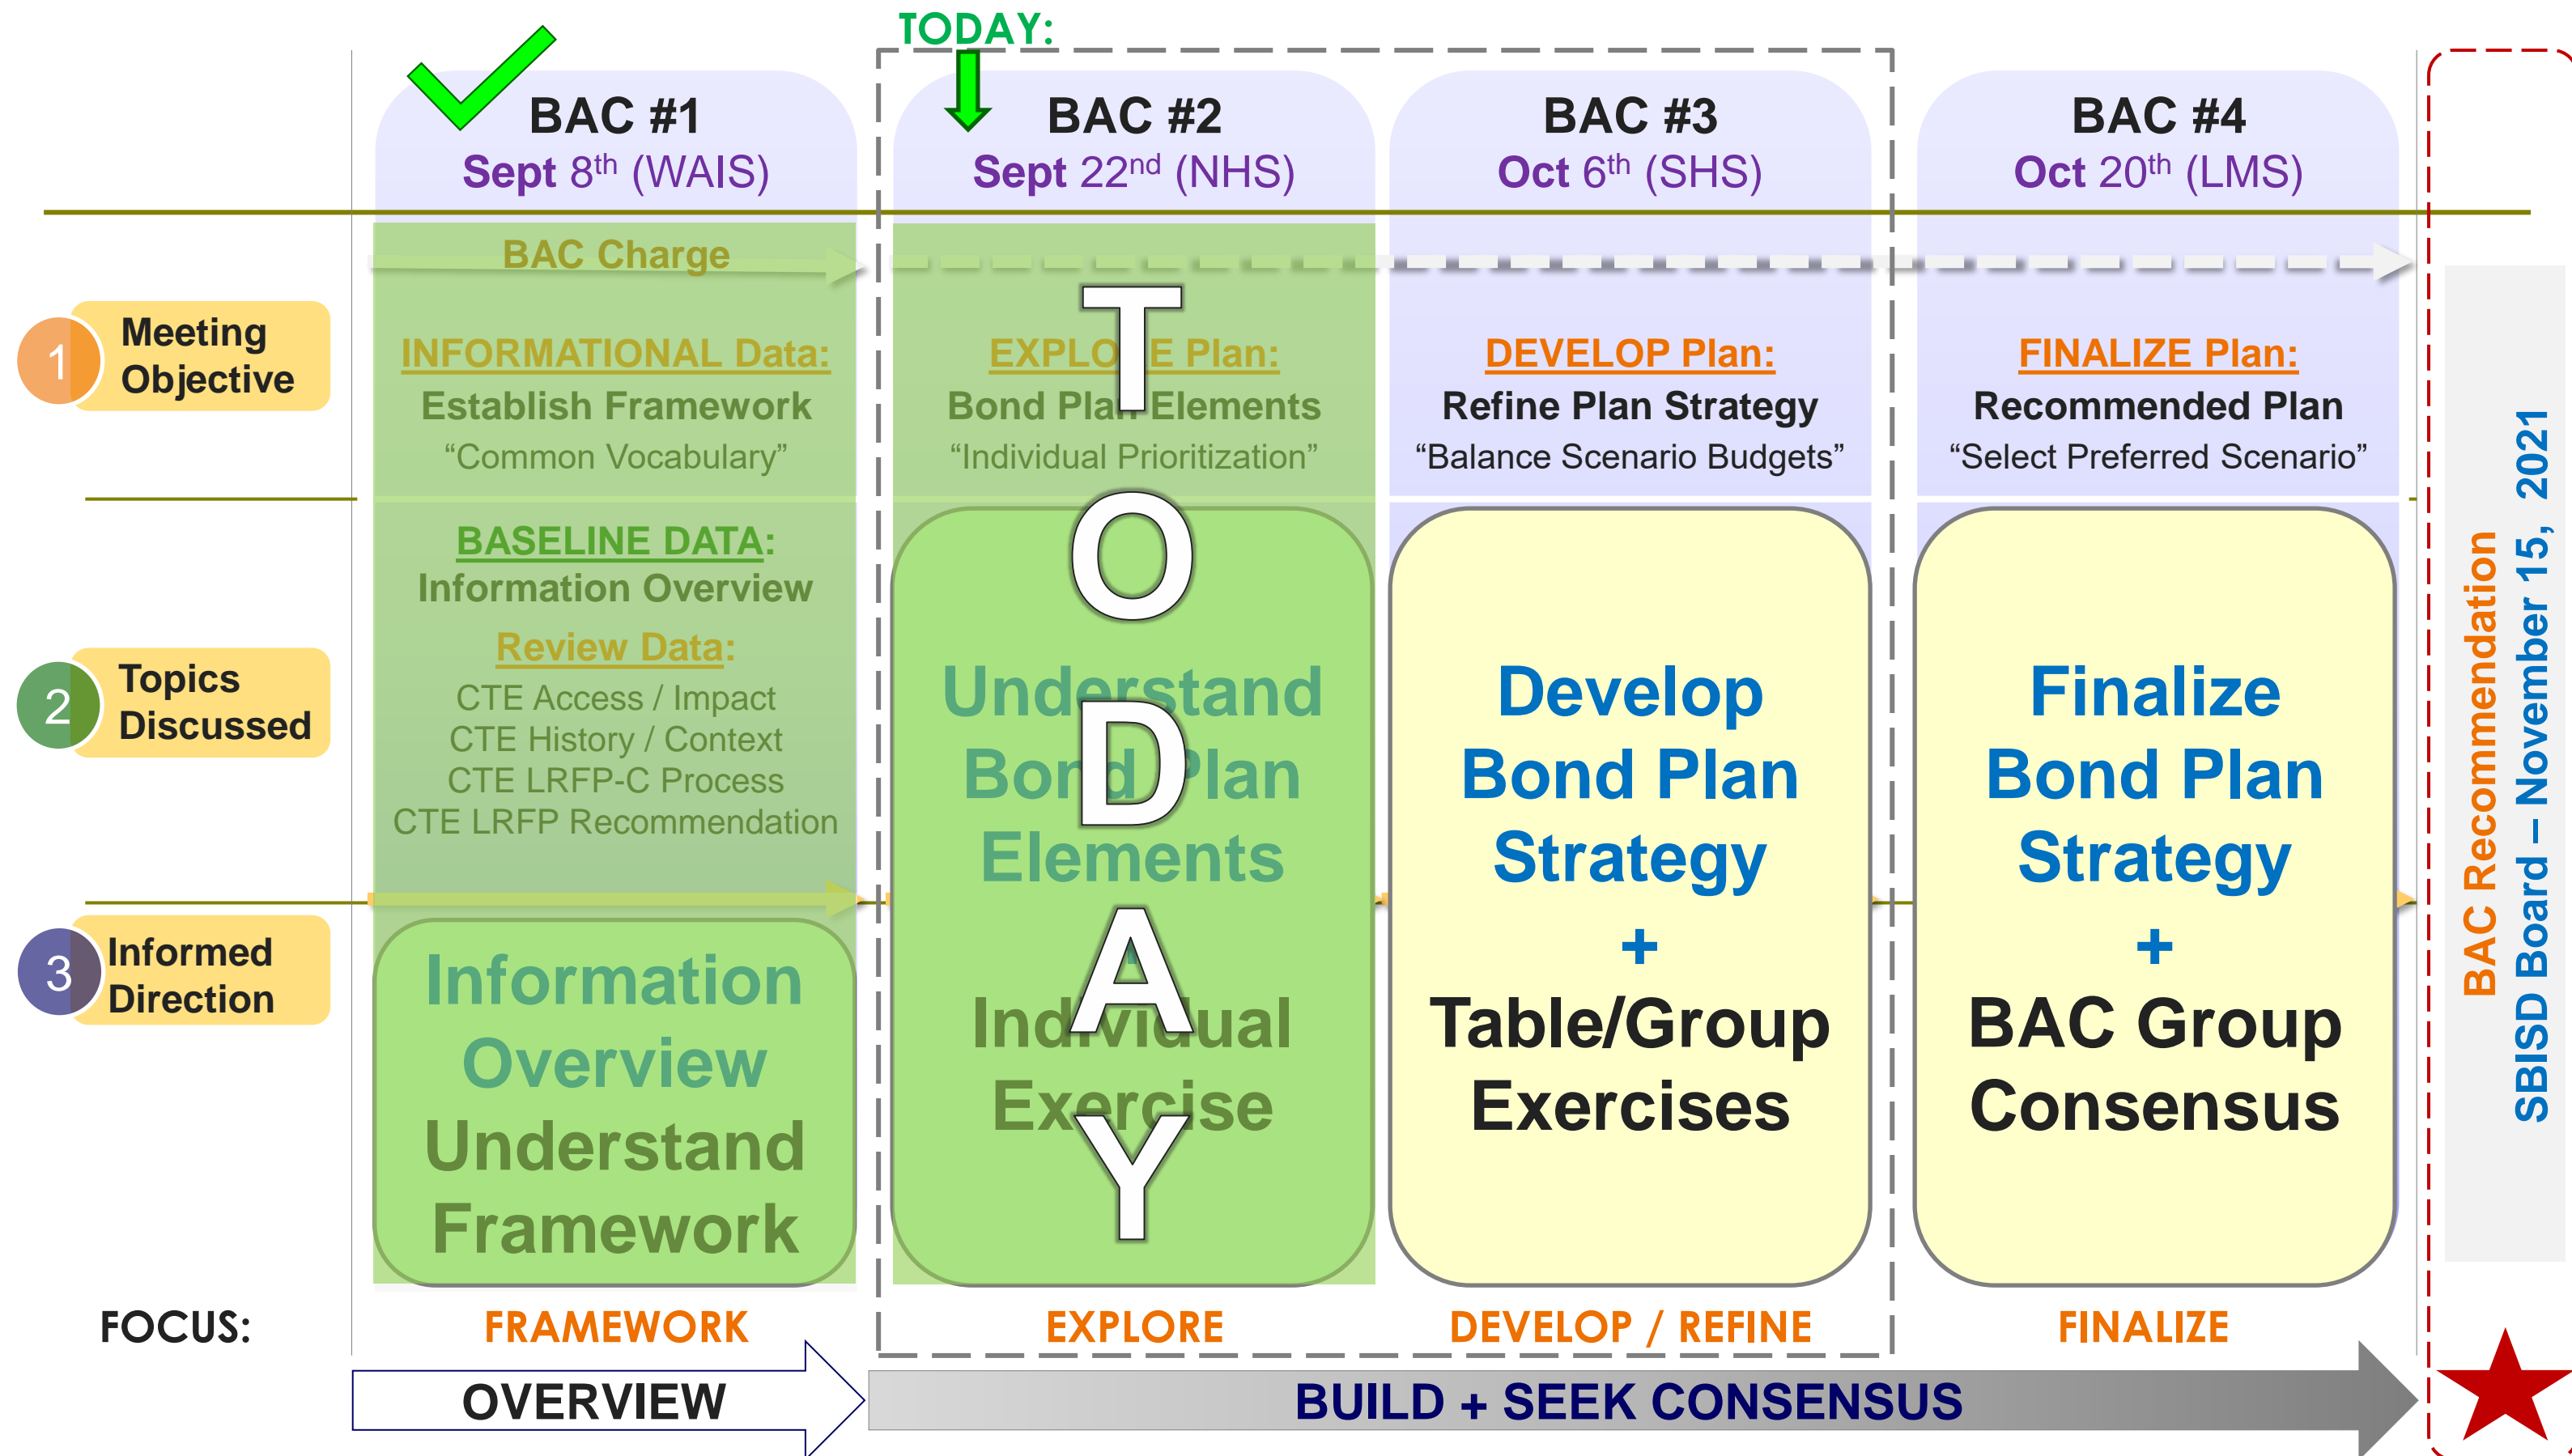 TODAY:
BAC #1
Sept 8th (WAIS)
BAC #2
Sept 22nd (NHS)
BAC #3
Oct 6th (SHS)
BAC #4
Oct 20th (LMS)
BAC Charge
1
Meeting
Objective
INFORMATIONAL Data:
Establish Framework
“Common Vocabulary”
EXPLORE Plan:
Bond Plan Elements
“Individual Prioritization”
DEVELOP Plan:
Refine Plan Strategy
“Balance Scenario Budgets”
FINALIZE Plan:
Recommended Plan
“Select Preferred Scenario”
2
Topics
Discussed
BASELINE DATA:
Information Overview
Review Data:
CTE Access / Impact
CTE History / Context
CTE LRFP-C Process
CTE LRFP Recommendation
3
Informed
Direction
Information
Overview
Understand
Framework
Understand
Bond Plan
Elements
+
Individual
Exercise
T
O
D
A
Y
Develop
Bond Plan
Strategy
+
Table/Group
Exercises
Finalize
Bond Plan
Strategy
+
BAC Group
Consensus
BAC Recommendation
SBISD Board – November 15, 2021
FOCUS:
FRAMEWORK
EXPLORE
DEVELOP / REFINE
FINALIZE
OVERVIEW
BUILD + SEEK CONSENSUS